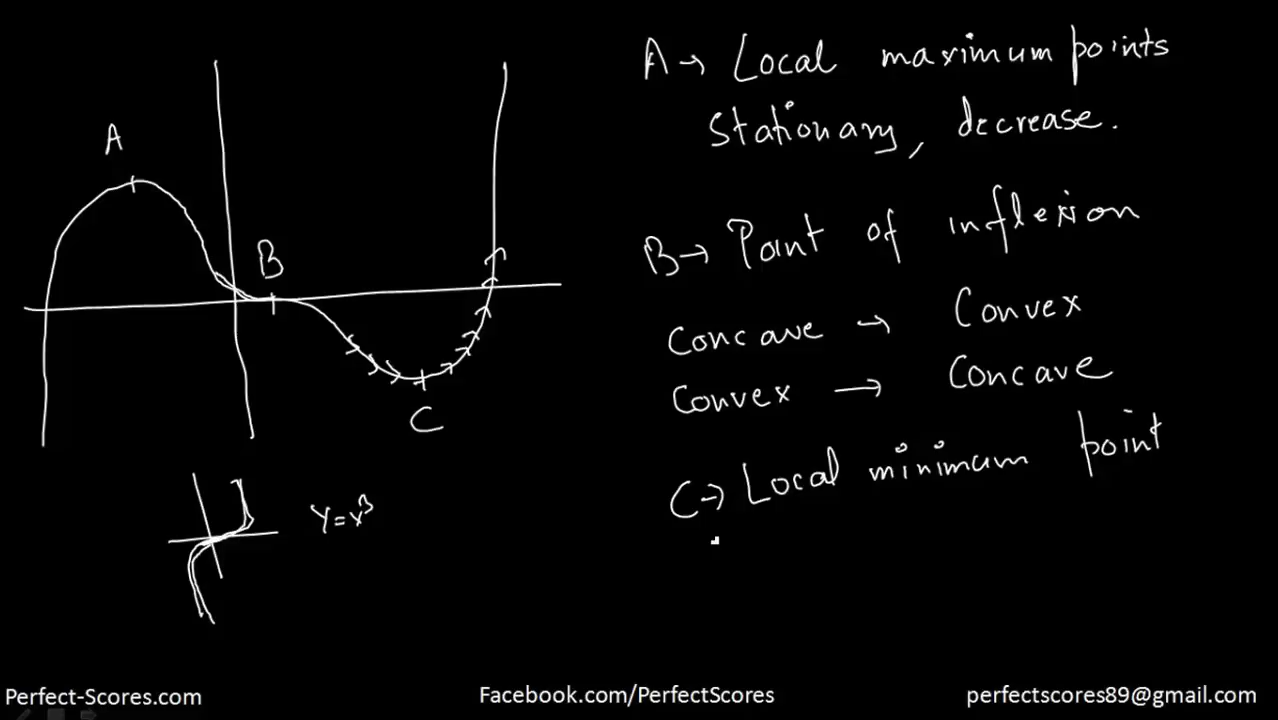 A
B
C
Y=x³
A → Local maximum points
Stationary, decrease.
B → Point of inflexion
Concave → Convex
Convex → Concave
C → Local minimum point
Perfect-Scores.com
Facebook.com/PerfectScores
perfectscores89@gmail.com